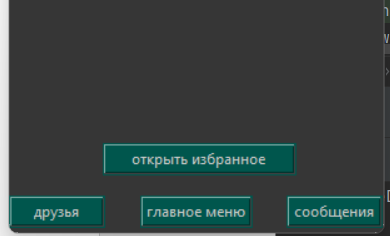 открыть избранное
друзья
главное меню
сообщения